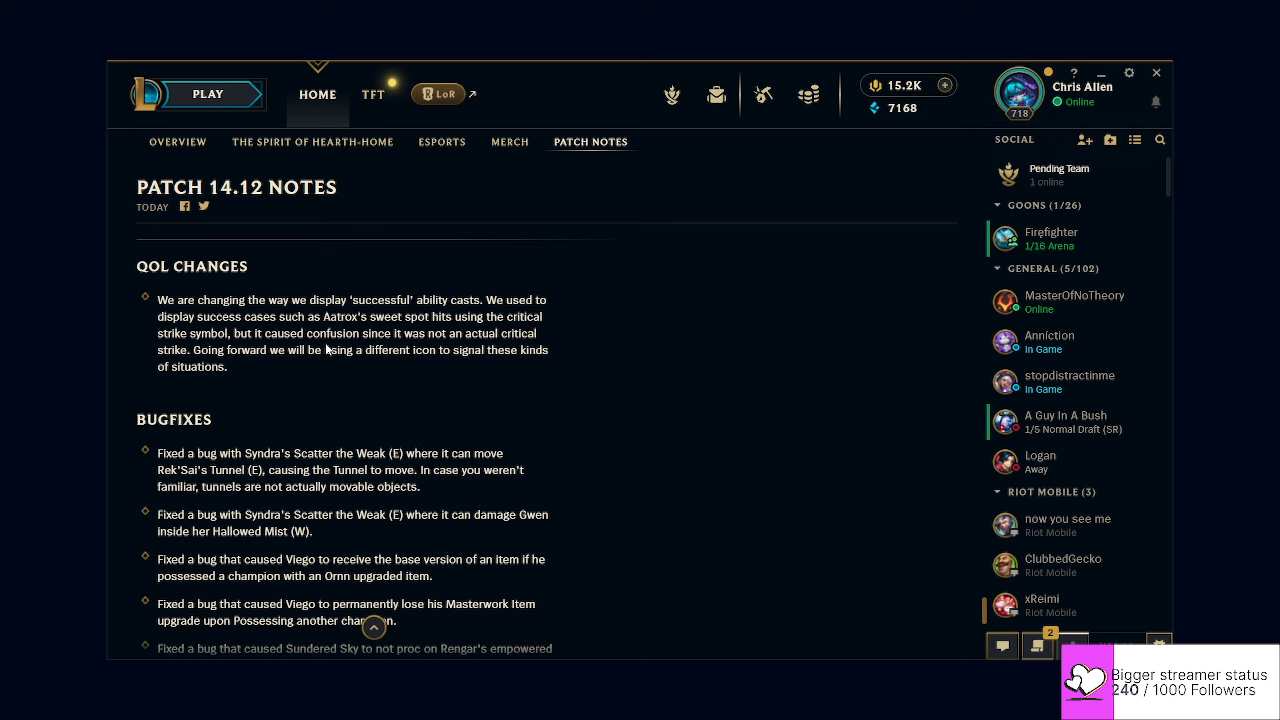 PLAY
HOME
TFT
LoR
15.2K
7168
718
Chris Allen
Online
OVERVIEW
THE SPIRIT OF HEARTH-HOME
ESPORTS
MERCH
PATCH NOTES
PATCH 14.12 NOTES
TODAY
QOL CHANGES
We are changing the way we display ‘successful’ ability casts. We used to
display success cases such as Aatrox's sweet spot hits using the critical
strike symbol, but it caused confusion since it was not an actual critical
strike. Going forward we will be using a different icon to signal these kinds
of situations.
BUGFIXES
Fixed a bug with Syndra's Scatter the Weak (E) where it can move
Rek'Sai's Tunnel (E), causing the Tunnel to move. In case you weren't
familiar, tunnels are not actually movable objects.
Fixed a bug with Syndra's Scatter the Weak (E) where it can damage Gwen
inside her Hallowed Mist (W).
Fixed a bug that caused Viego to receive the base version of an item if he
possessed a champion with an Ornn upgraded item.
Fixed a bug that caused Viego to permanently lose his Masterwork Item
upgrade upon Possessing another
Fixed a bug that caused Sundered Sky to not proc on Rengar's empowered
SOCIAL
Pending Team
1 online
GOONS (1/26)
Firefighter
1/16 Arena
GENERAL (5/102)
MasterOfNoTheory
Online
Anníction
In Game
stopdistractinme
In Game
A Guy In A Bush
1/5 Normal Draft (SR)
Logan
Away
RIOT MOBILE (3)
now you see me
Riot Mobile
ClubbedGecko
Riot Mobile
xReimi
Riot Mobile
2
Bigger streamer status
240 / 1000 Followers